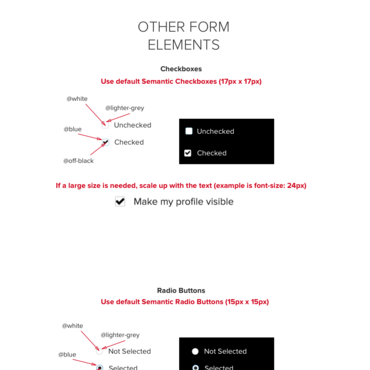 OTHER FORM
ELEMENTS
Checkboxes
Use default Semantic Checkboxes (17px x 17px)
@white
@lighter-grey
Unchecked
@blue
Checked
@off-black
Unchecked
Checked
If a large size is needed, scale up with the text (example is font-size: 24px)
Make my profile visible
Radio Buttons
Use default Semantic Radio Buttons (15px x 15px)
@white
@lighter-grey
Not Selected
@blue
Selected
Not Selected
Selected